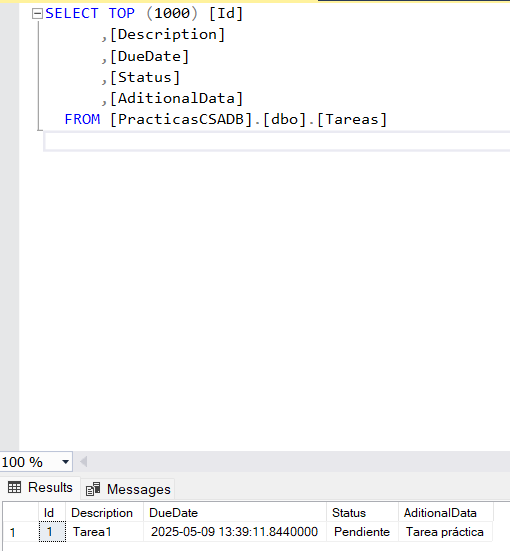 SELECT TOP (1000) [Id]
,[Description]
,[DueDate]
,[Status]
,[AditionalData]
FROM [PracticasCSADB].[dbo].[Tareas]
100 %
Results Messages
Id Description DueDate Status AditionalData
1 1 Tarea1 2025-05-09 13:39:11.8440000 Pendiente Tarea práctica